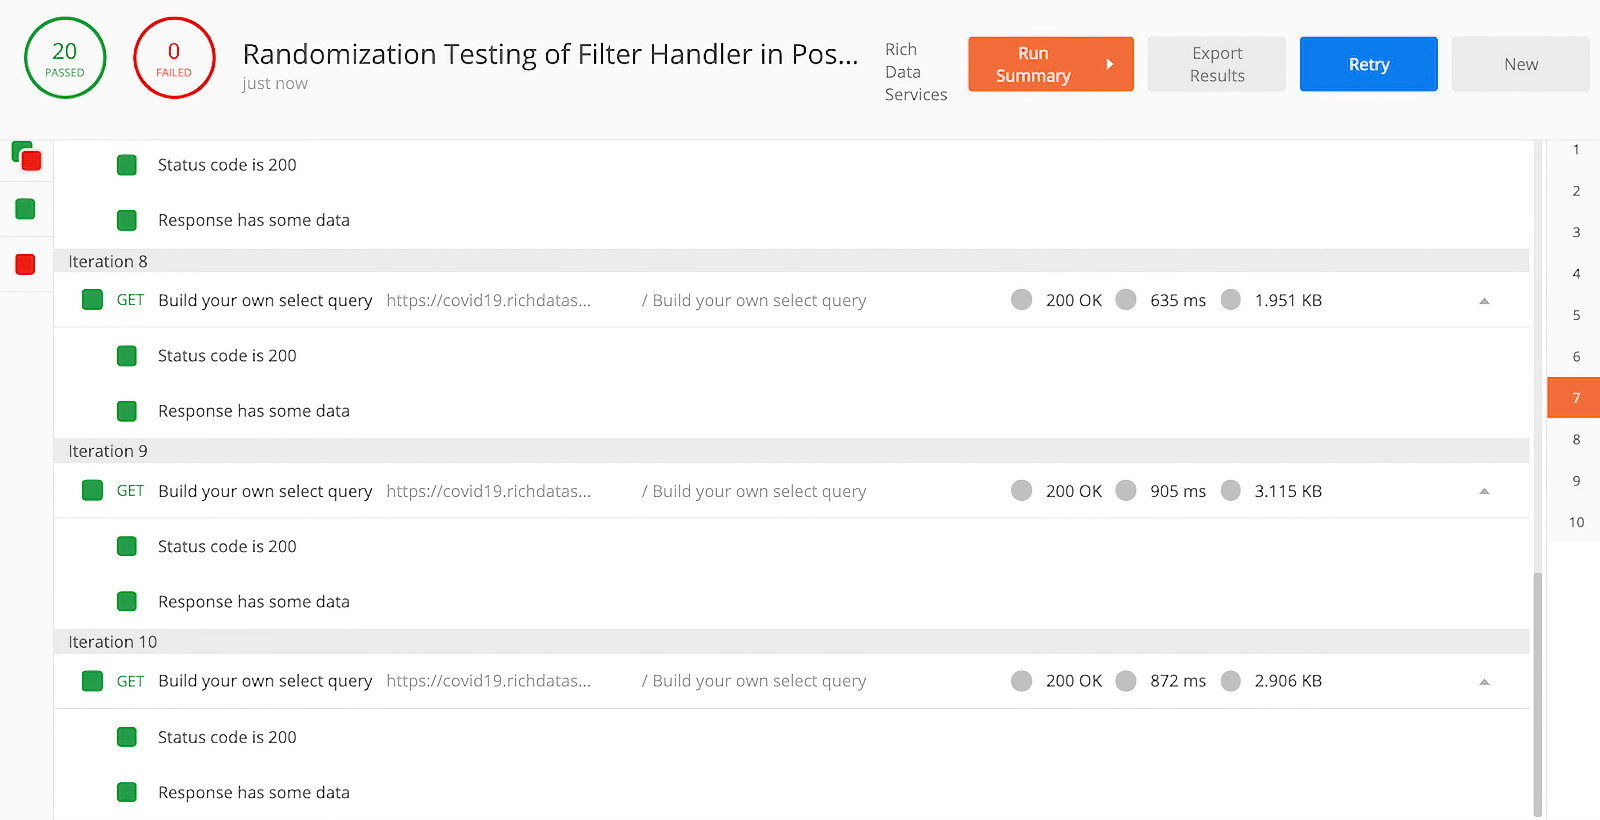 20
PASSED
0
FAILED
Randomization Testing of Filter Handler in Pos...
just now
Rich
Data
Services
Run
Summary
Export
Results
Retry
New
Status code is 200
Response has some data
Iteration 8
GET Build your own select query https://covid19.richdatas... / Build your own select query 200 OK 635 ms 1.951 KB
Status code is 200
Response has some data
Iteration 9
GET Build your own select query https://covid19.richdatas... / Build your own select query 200 OK 905 ms 3.115 KB
Status code is 200
Response has some data
Iteration 10
GET Build your own select query https://covid19.richdatas... / Build your own select query 200 OK 872 ms 2.906 KB
Status code is 200
Response has some data
1
2
3
4
5
6
7
8
9
10